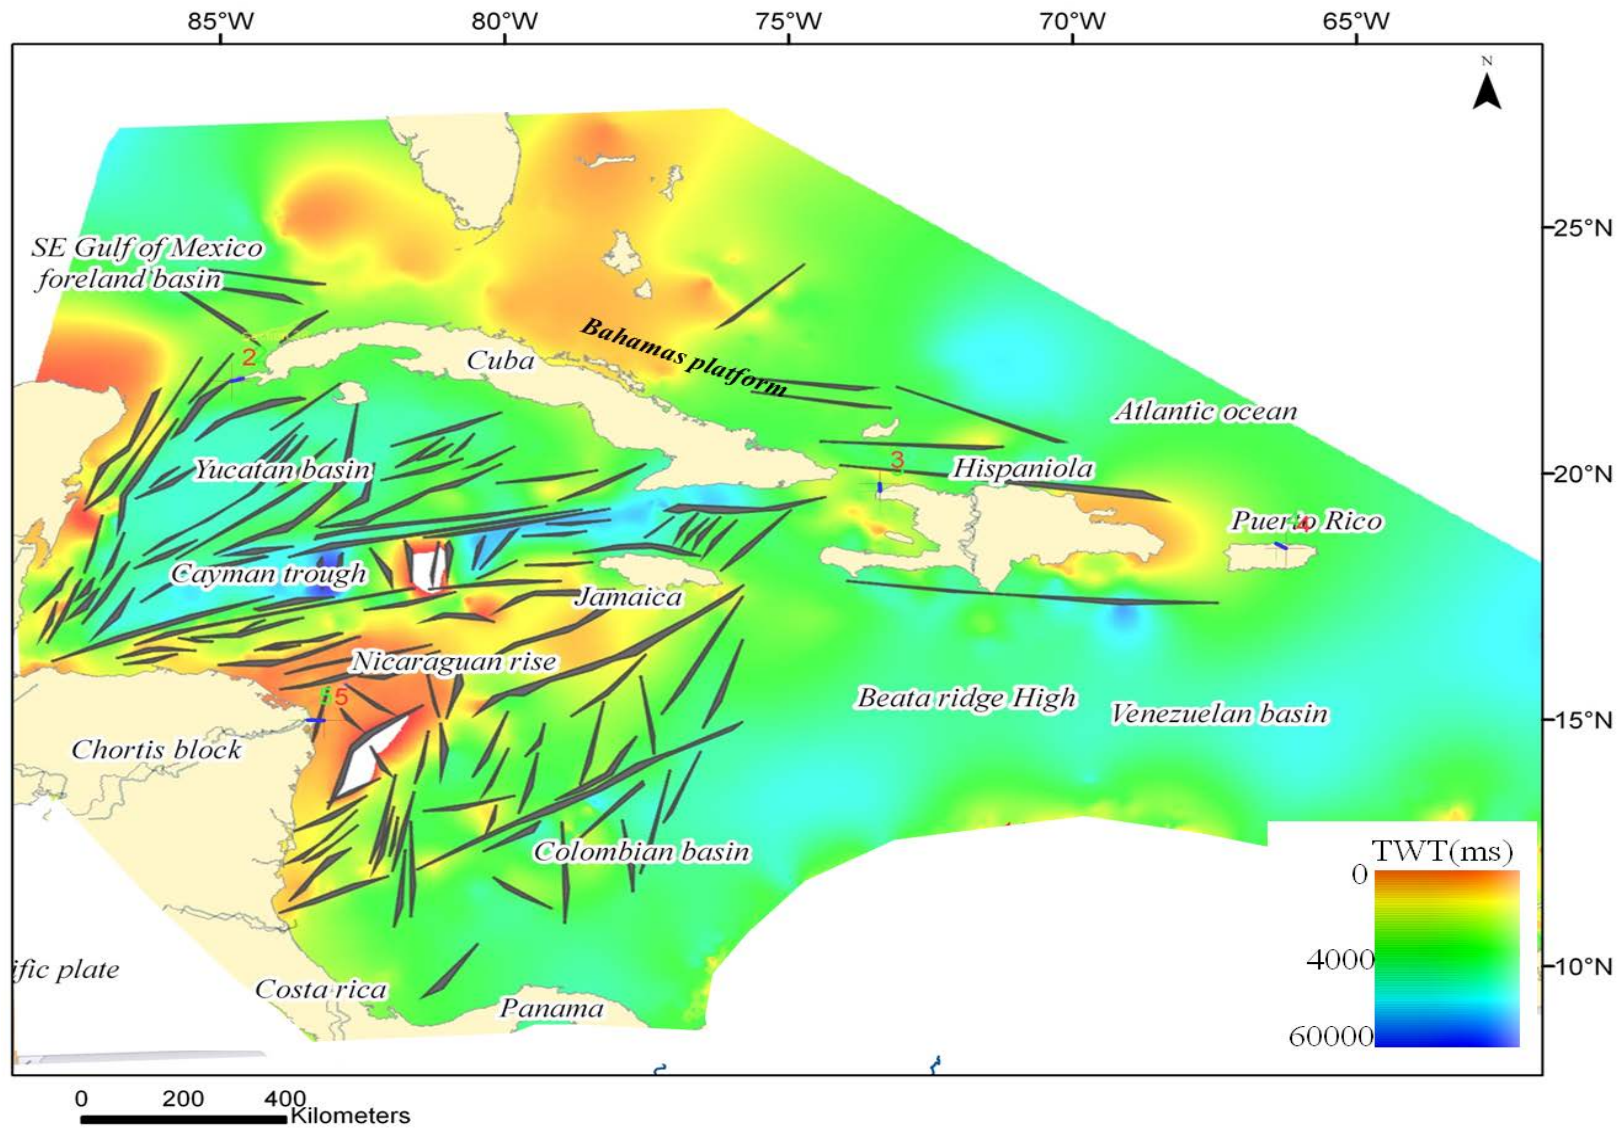 85°W 80°W 75°W 70°W 65°W
N
25°N
SE Gulf of Mexico
foreland basin
Bahamas platform
2
Cuba
Atlantic ocean
3
Yucatan basin
Hispaniola
20°N
Puerto Rico
4
Cayman trough
Jamaica
Nicaraguan rise
5
Beata ridge High
Venezuelan basin
15°N
Chortis block
Colombian basin
TWT(ms)
0
4000
60000
ific plate
10°N
Costa rica
Panama
0 200 400
Kilometers